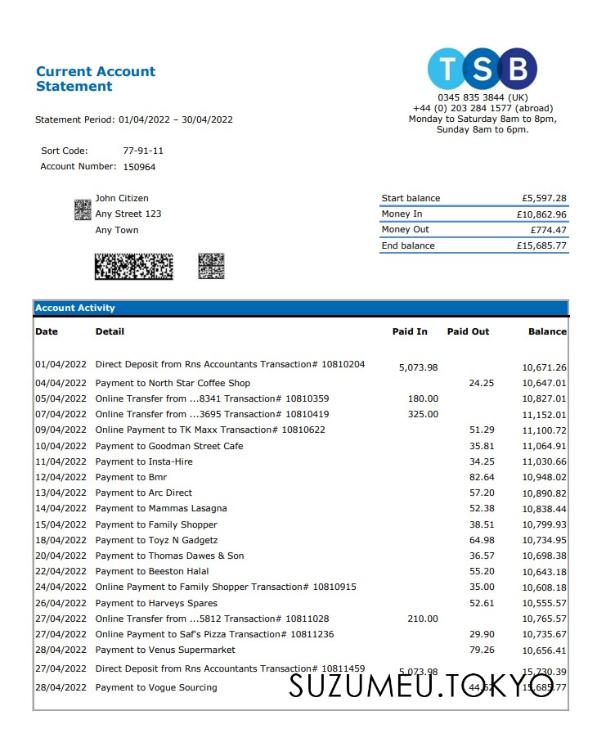 Current Account
Statement
TSB
0345 835 3844 (UK)
+44 (0) 203 284 1577 (abroad)
Monday to Saturday 8am to 8pm,
Sunday 8am to 6pm.
Statement Period: 01/04/2022 – 30/04/2022
Sort Code: 77-91-11
Account Number: 150964
John Citizen
Any Street 123
Any Town
Start balance £5,597.28
Money In £10,862.96
Money Out £774.47
End balance £15,685.77
Account Activity
Date Detail Paid In Paid Out Balance
01/04/2022 Direct Deposit from Rns Accountants Transaction# 10810204 5,073.98 10,671.26
04/04/2022 Payment to North Star Coffee Shop 24.25 10,647.01
05/04/2022 Online Transfer from ...8341 Transaction# 10810359 180.00 10,827.01
07/04/2022 Online Transfer from ...3695 Transaction# 10810419 325.00 11,152.01
09/04/2022 Online Payment to TK Maxx Transaction# 10810622 51.29 11,100.72
10/04/2022 Payment to Goodman Street Cafe 35.81 11,064.91
11/04/2022 Payment to Insta-Hire 34.25 11,030.66
12/04/2022 Payment to Bmr 82.64 10,948.02
13/04/2022 Payment to Arc Direct 57.20 10,890.82
14/04/2022 Payment to Mammas Lasagna 52.38 10,838.44
15/04/2022 Payment to Family Shopper 38.51 10,799.93
18/04/2022 Payment to Toyz N Gadgetz 64.98 10,734.95
20/04/2022 Payment to Thomas Dawes & Son 36.57 10,698.38
22/04/2022 Payment to Beeston Halal 55.20 10,643.18
24/04/2022 Online Payment to Family Shopper Transaction# 10810915 35.00 10,608.18
26/04/2022 Payment to Harveys Spares 52.61 10,555.57
27/04/2022 Online Transfer from ...5812 Transaction# 10811028 210.00 10,765.57
27/04/2022 Online Payment to Saf's Pizza Transaction# 10811236 29.90 10,735.67
28/04/2022 Payment to Venus Supermarket 79.26 10,656.41
27/04/2022 Direct Deposit from Rns Accountants Transaction# 10811459 5,073.98 15,730.39
28/04/2022 Payment to Vogue Sourcing 15,685.77
SUZUMEU.TOKYO